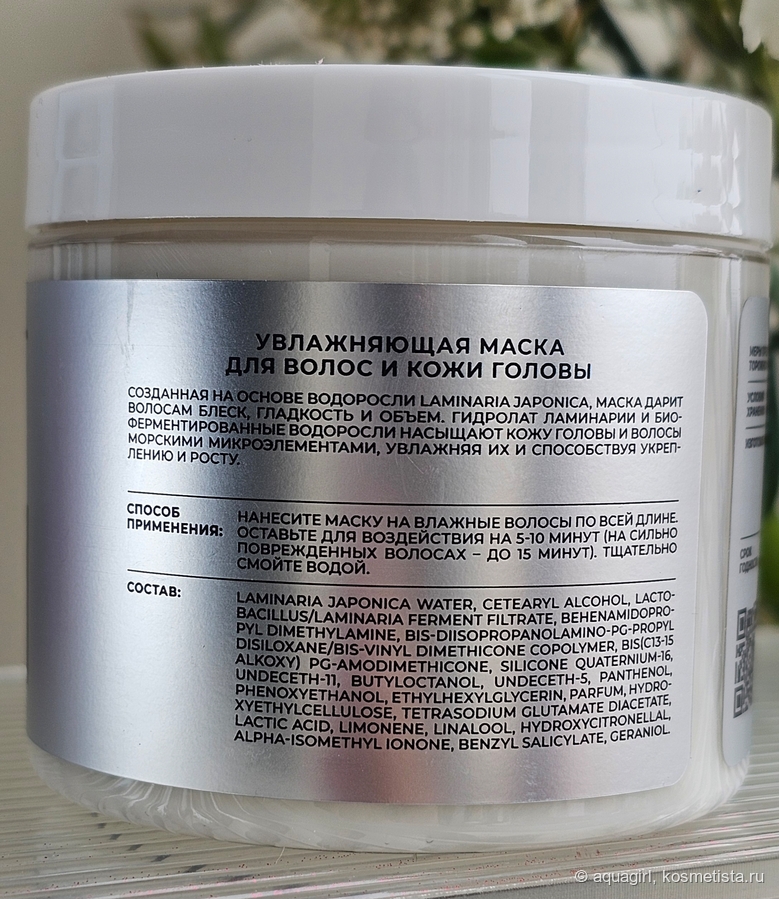 УВЛАЖНЯЮЩАЯ МАСКА
ДЛЯ ВОЛОС И КОЖИ ГОЛОВЫ
СОЗДАННАЯ НА ОСНОВЕ ВОДОРОСЛИ LAMINARIA JAPONICA, МАСКА ДАРИТ
ВОЛОСАМ БЛЕСК, ГЛАДКОСТЬ И ОБЪЕМ. ГИДРОЛАТ ЛАМИНАРИИ И БИО-
ФЕРМЕНТИРОВАННЫЕ ВОДОРОСЛИ НАСЫЩАЮТ КОЖУ ГОЛОВЫ И ВОЛОСЫ
МОРСКИМИ МИКРОЭЛЕМЕНТАМИ, УВЛАЖНЯЯ ИХ И СПОСОБСТВУЯ УКРЕП-
ЛЕНИЮ И РОСТУ.
СПОСОБ
ПРИМЕНЕНИЯ:
НАНЕСИТЕ МАСКУ НА ВЛАЖНЫЕ ВОЛОСЫ ПО ВСЕЙ ДЛИНЕ.
ОСТАВЬТЕ ДЛЯ ВОЗДЕЙСТВИЯ НА 5-10 МИНУТ (НА СИЛЬНО
ПОВРЕЖДЕННЫХ ВОЛОСАХ – ДО 15 МИНУТ). ТЩАТЕЛЬНО
СМОЙТЕ ВОДОЙ.
СОСТАВ:
LAMINARIA JAPONICA WATER, CETEARYL ALCOHOL, LACTO-
BACILLUS/LAMINARIA FERMENT FILTRATE, BEHENAMIDOPRO-
PYL DIMETHYLAMINE, BIS-DIISOPROPANOLAMINO-PG-PROPYL
DISILOXANE/BIS-VINYL DIMETHICONE COPOLYMER, BIS(C13-15
ALKOXY) PG-AMODIMETHICONE, SILICONE QUATERNIUM-16,
UNDECETH-11, BUTYLOCTANOL, UNDECETH-5, PANTHENOL,
PHENOXYETHANOL, ETHYLHEXYLGLYCERIN, PARFUM, HYDRO-
XYETHYLCELLULOSE, TETRASODIUM GLUTAMATE DIACETATE,
LACTIC ACID, LIMONENE, LINALOOL, HYDROXYCITRONELLAL,
ALPHA-ISOMETHYL IONONE, BENZYL SALICYLATE, GERANIOL.
© aquagirl, kosmetista.ru